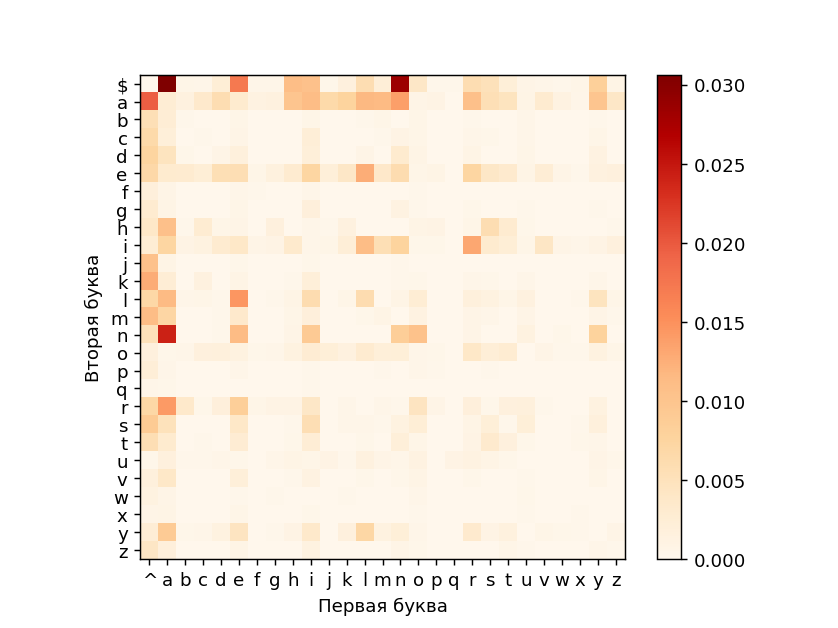 $
a
b
c
d
e
f
g
h
i
j
k
l
m
n
o
p
q
r
s
t
u
v
w
x
y
z
Вторая буква
^ a b c d e f g h i j k l m n o p q r s t u v w x y z
Первая буква
0.030
0.025
0.020
0.015
0.010
0.005
0.000